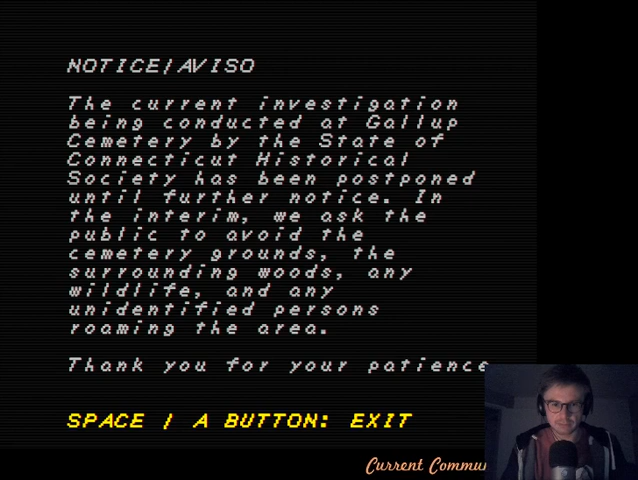 NOTICE/AVISO
The current investigation
being conducted at Gallup
Cemetery by the State of
Connecticut Historical
Society has been postponed
until further notice. In
the interim, we ask the
public to avoid the
cemetery grounds, the
surrounding woods, any
wildlife, and any
unidentified persons
roaming the area.
Thank you for your patience
SPACE / A BUTTON: EXIT
Current